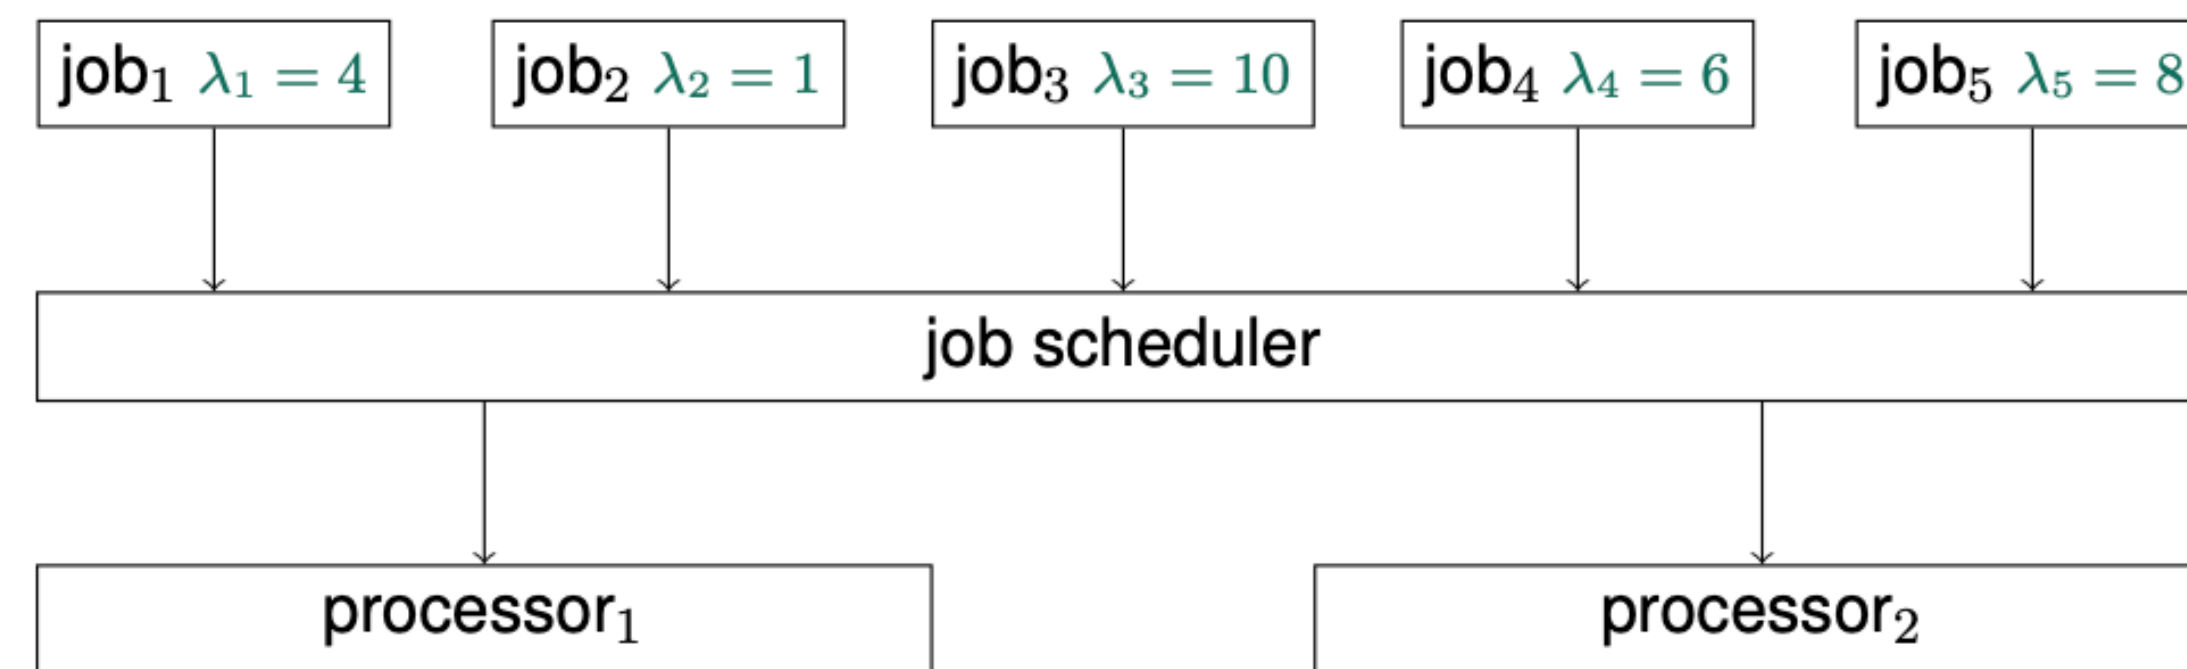 job₁ λ₁ = 4 job₂ λ₂ = 1 job₃ λ₃ = 10 job₄ λ₄ = 6 job₅ λ₅ = 8
job scheduler
processor₁ processor₂